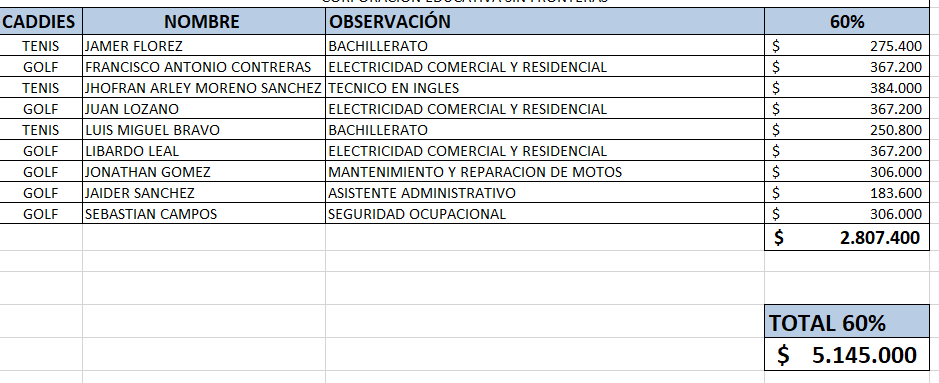 CORPORACION EDUCATIVA SIN FRONTERAS
CADDIES NOMBRE OBSERVACIÓN 60%
TENIS JAMER FLOREZ BACHILLERATO $ 275.400
GOLF FRANCISCO ANTONIO CONTRERAS ELECTRICIDAD COMERCIAL Y RESIDENCIAL $ 367.200
TENIS JHOFRAN ARLEY MORENO SANCHEZ TECNICO EN INGLES $ 384.000
GOLF JUAN LOZANO ELECTRICIDAD COMERCIAL Y RESIDENCIAL $ 367.200
TENIS LUIS MIGUEL BRAVO BACHILLERATO $ 250.800
GOLF LIBARDO LEAL ELECTRICIDAD COMERCIAL Y RESIDENCIAL $ 367.200
GOLF JONATHAN GOMEZ MANTENIMIENTO Y REPARACION DE MOTOS $ 306.000
GOLF JAIDER SANCHEZ ASISTENTE ADMINISTRATIVO $ 183.600
GOLF SEBASTIAN CAMPOS SEGURIDAD OCUPACIONAL $ 306.000
$ 2.807.400
TOTAL 60%
$ 5.145.000